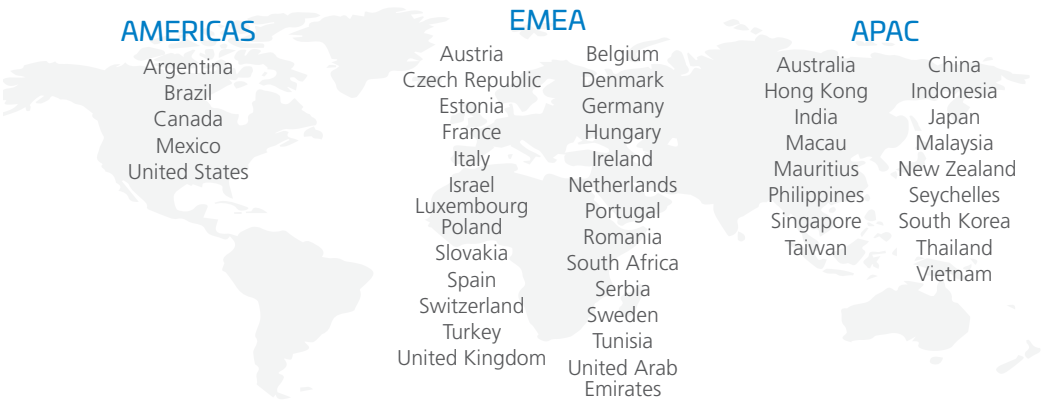 AMERICAS
Argentina
Brazil
Canada
Mexico
United States
EMEA
Austria
Czech Republic
Estonia
France
Italy
Israel
Luxembourg
Poland
Slovakia
Spain
Switzerland
Turkey
United Kingdom
Belgium
Denmark
Germany
Hungary
Ireland
Netherlands
Portugal
Romania
South Africa
Serbia
Sweden
Tunisia
United Arab
Emirates
APAC
Australia
Hong Kong
India
Macau
Mauritius
Philippines
Singapore
Taiwan
China
Indonesia
Japan
Malaysia
New Zealand
Seychelles
South Korea
Thailand
Vietnam